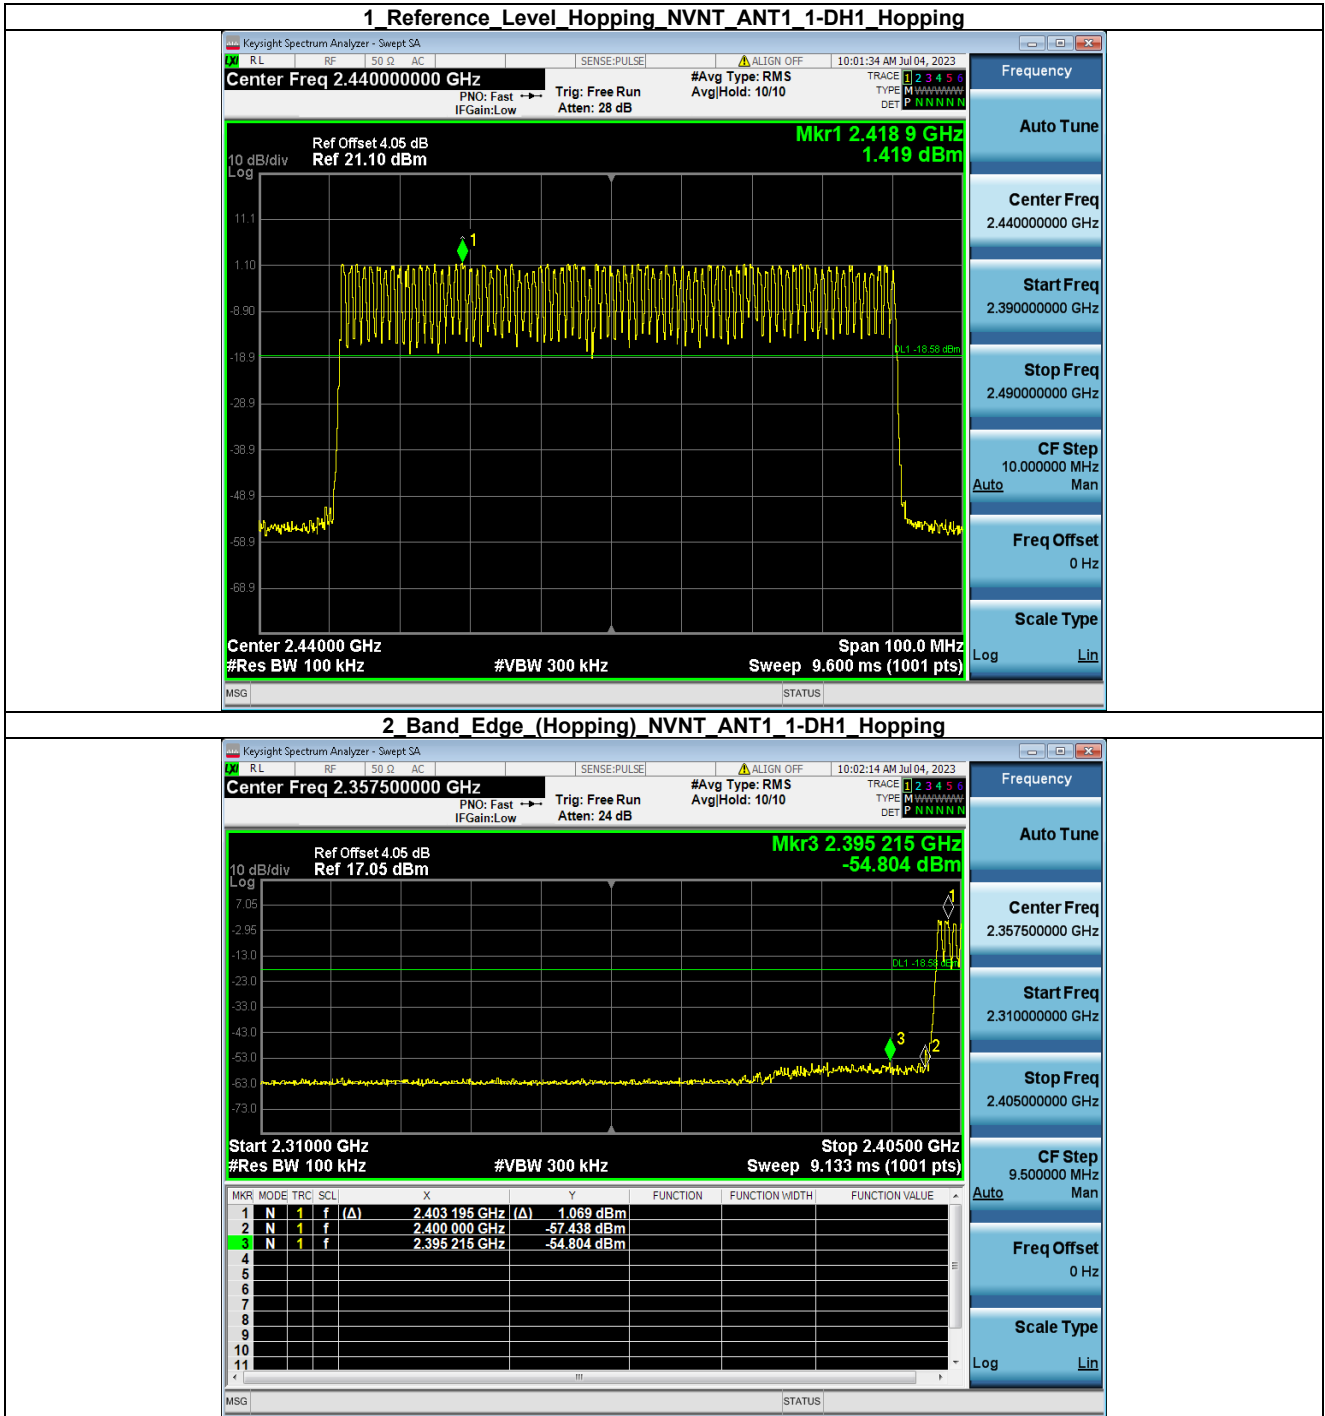 1_Reference_Level_Hopping_NVNT_ANT1_1-DH1_Hopping
Keysight Spectrum Analyzer - Swept SA
LXI RL RF 50 Ω AC SENSE:PULSE ALIGN OFF 10:01:34 AM Jul 04, 2023
Center Freq 2.440000000 GHz #Avg Type: RMS TRACE 1 2 3 4 5 6
PNO: Fast Trig: Free Run Avg|Hold: 10/10 TYPE M WWWWW
IFGain:Low Atten: 28 dB DET P N N N N N
Mkr1 2.418 9 GHz
1.419 dBm
Ref Offset 4.05 dB
10 dB/div Ref 21.10 dBm
Log
11.1
1
1.10
-8.90
DL1 -18.58 dBm
-18.9
-28.9
-38.9
-48.9
-58.9
-68.9
Center 2.44000 GHz Span 100.0 MHz
#Res BW 100 kHz #VBW 300 kHz Sweep 9.600 ms (1001 pts)
MSG STATUS
Frequency
Auto Tune
Center Freq
2.440000000 GHz
Start Freq
2.390000000 GHz
Stop Freq
2.490000000 GHz
CF Step
10.000000 MHz
Auto Man
Freq Offset
0 Hz
Scale Type
Log Lin
2_Band_Edge_(Hopping)_NVNT_ANT1_1-DH1_Hopping
Keysight Spectrum Analyzer - Swept SA
LXI RL RF 50 Ω AC SENSE:PULSE ALIGN OFF 10:02:14 AM Jul 04, 2023
Center Freq 2.357500000 GHz #Avg Type: RMS TRACE 1 2 3 4 5 6
PNO: Fast Trig: Free Run Avg|Hold: 10/10 TYPE M WWWWW
IFGain:Low Atten: 24 dB DET P N N N N N
Mkr3 2.395 215 GHz
-54.804 dBm
Ref Offset 4.05 dB
10 dB/div Ref 17.05 dBm
Log
1
7.05
-2.95
-13.0
DL1 -18.58 dBm
-23.0
-33.0
-43.0
3
2
-53.0
-63.0
-73.0
Start 2.31000 GHz Stop 2.40500 GHz
#Res BW 100 kHz #VBW 300 kHz Sweep 9.133 ms (1001 pts)
MKR MODE TRC SCL X Y FUNCTION FUNCTION WIDTH FUNCTION VALUE
1 N 1 f (Δ) 2.403 195 GHz (Δ) 1.069 dBm
2 N 1 f 2.400 000 GHz -57.438 dBm
3 N 1 f 2.395 215 GHz -54.804 dBm
4
5
6
7
8
9
10
11
MSG STATUS
Frequency
Auto Tune
Center Freq
2.357500000 GHz
Start Freq
2.310000000 GHz
Stop Freq
2.405000000 GHz
CF Step
9.500000 MHz
Auto Man
Freq Offset
0 Hz
Scale Type
Log Lin